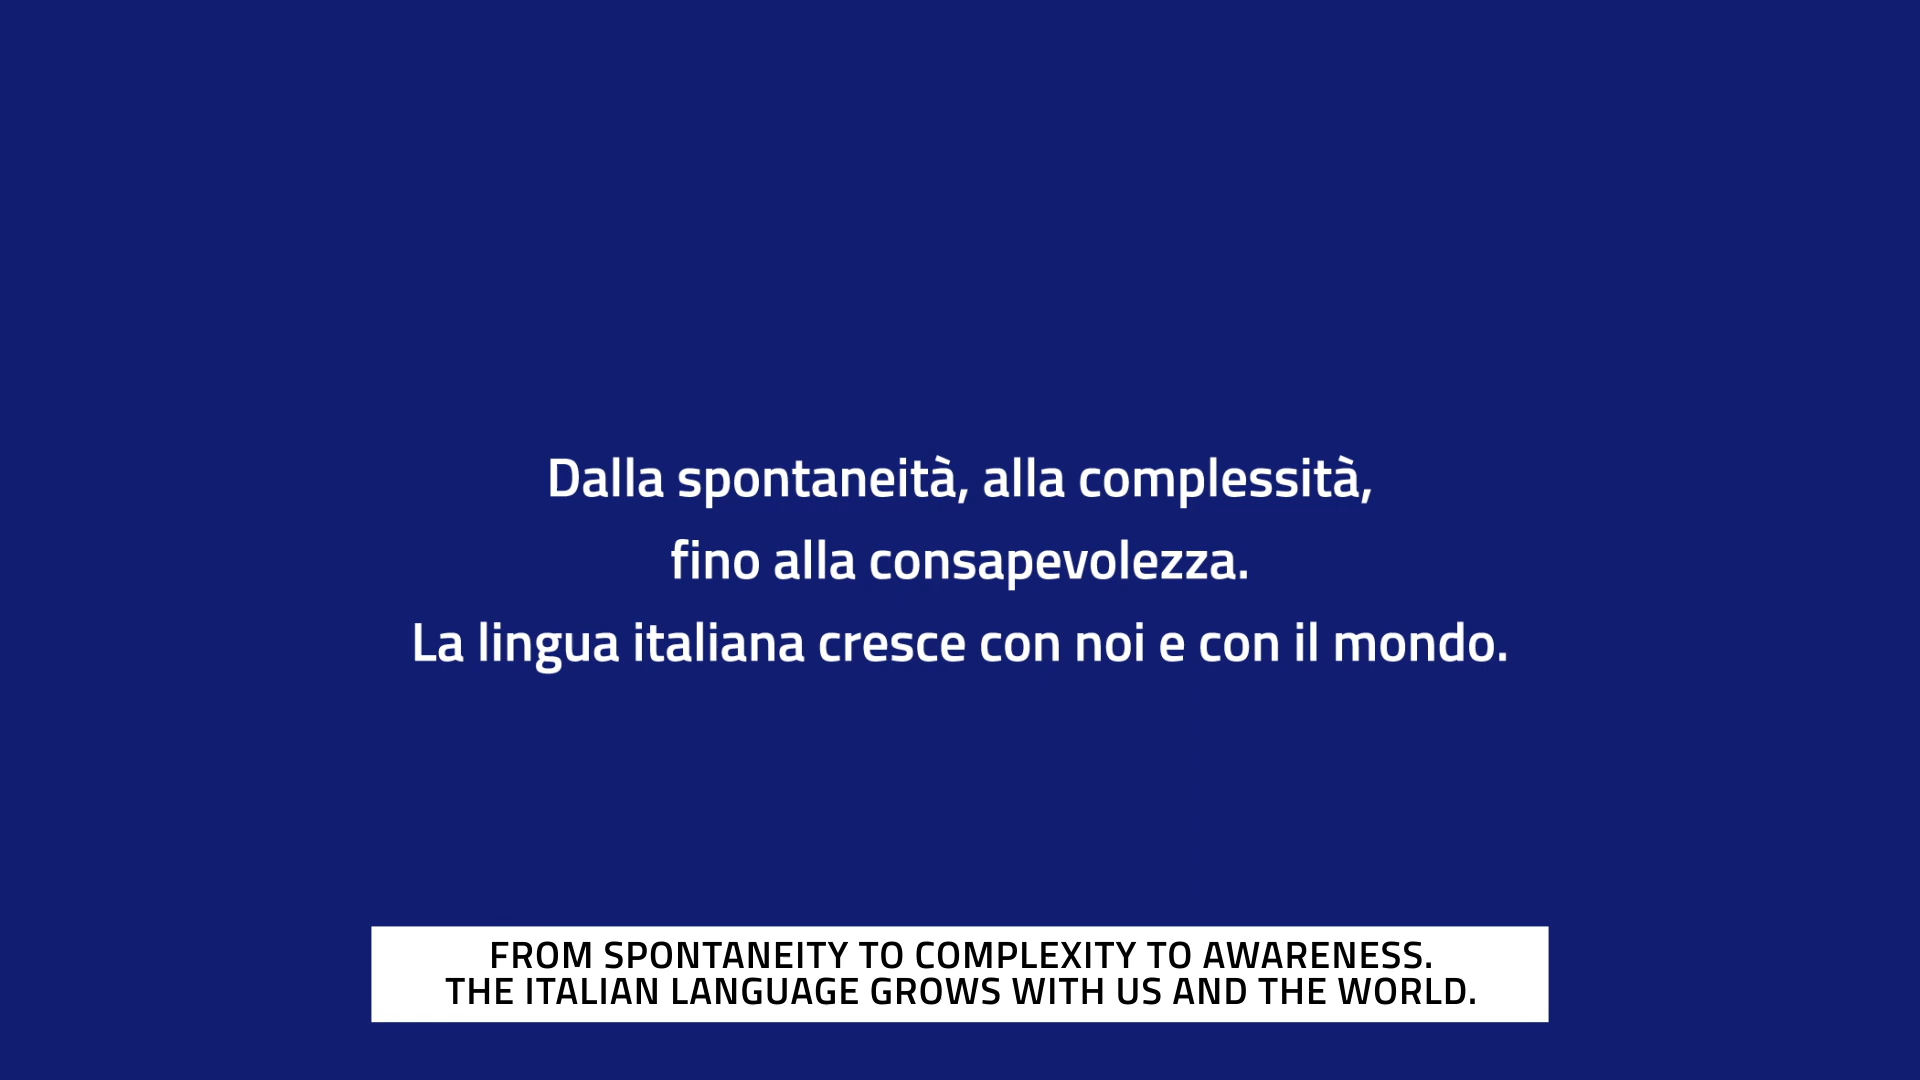 Dalla spontaneità, alla complessità,
fino alla consapevolezza.
La lingua italiana cresce con noi e con il mondo.
FROM SPONTANEITY TO COMPLEXITY TO AWARENESS.
THE ITALIAN LANGUAGE GROWS WITH US AND THE WORLD.